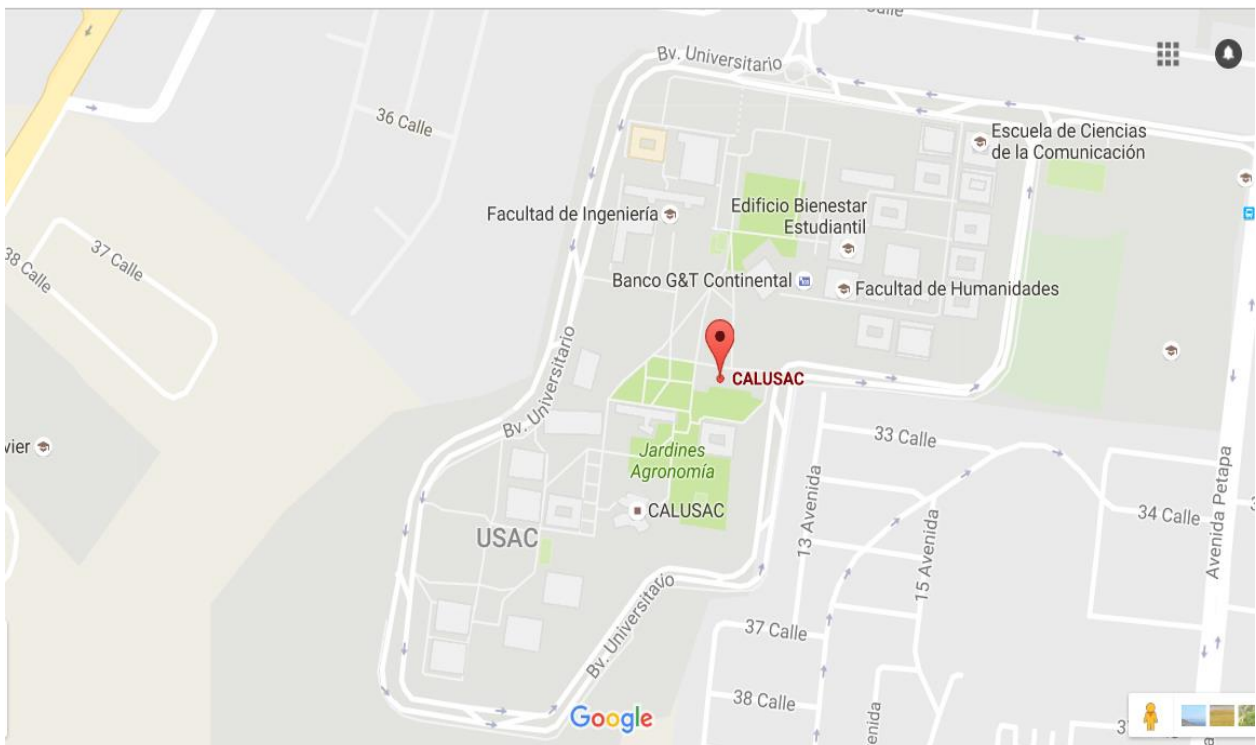 Bv. Universitario
36 Calle
Escuela de Ciencias
de la Comunicación
Facultad de Ingeniería
Edificio Bienestar
Estudiantil
37 Calle
38 Calle
Banco G&T Continental
Facultad de Humanidades
Bv. Universitario
CALUSAC
33 Calle
vier
Jardines
Agronomía
13 Avenida
15 Avenida
Avenida Petapa
CALUSAC
34 Calle
USAC
Bv. Universitario
37 Calle
38 Calle
enida
Google